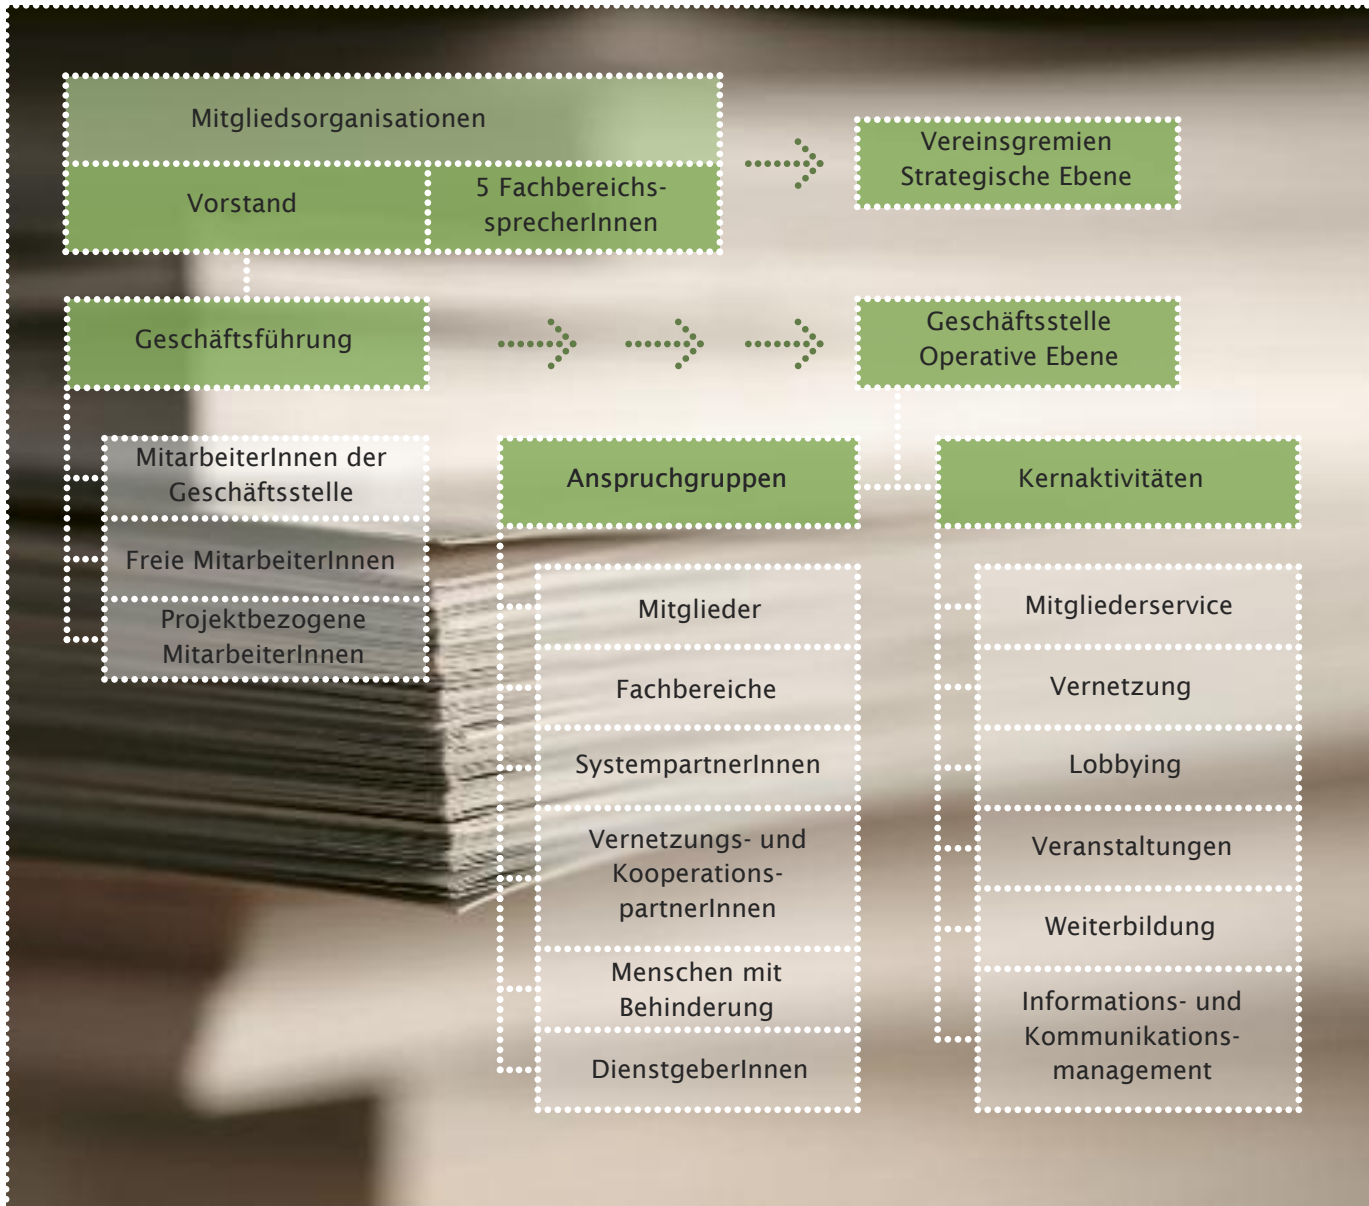 Mitgliedsorganisationen
Vorstand
5 Fachbereichs-
sprecherInnen
Vereinsgremien
Strategische Ebene
Geschäftsführung
Geschäftsstelle
Operative Ebene
MitarbeiterInnen der
Geschäftsstelle
Freie MitarbeiterInnen
Projektbezogene
MitarbeiterInnen
Anspruchgruppen
Mitglieder
Fachbereiche
SystempartnerInnen
Vernetzungs- und
Kooperations-
partnerInnen
Menschen mit
Behinderung
DienstgeberInnen
Kernaktivitäten
Mitgliederservice
Vernetzung
Lobbying
Veranstaltungen
Weiterbildung
Informations- und
Kommunikations-
management